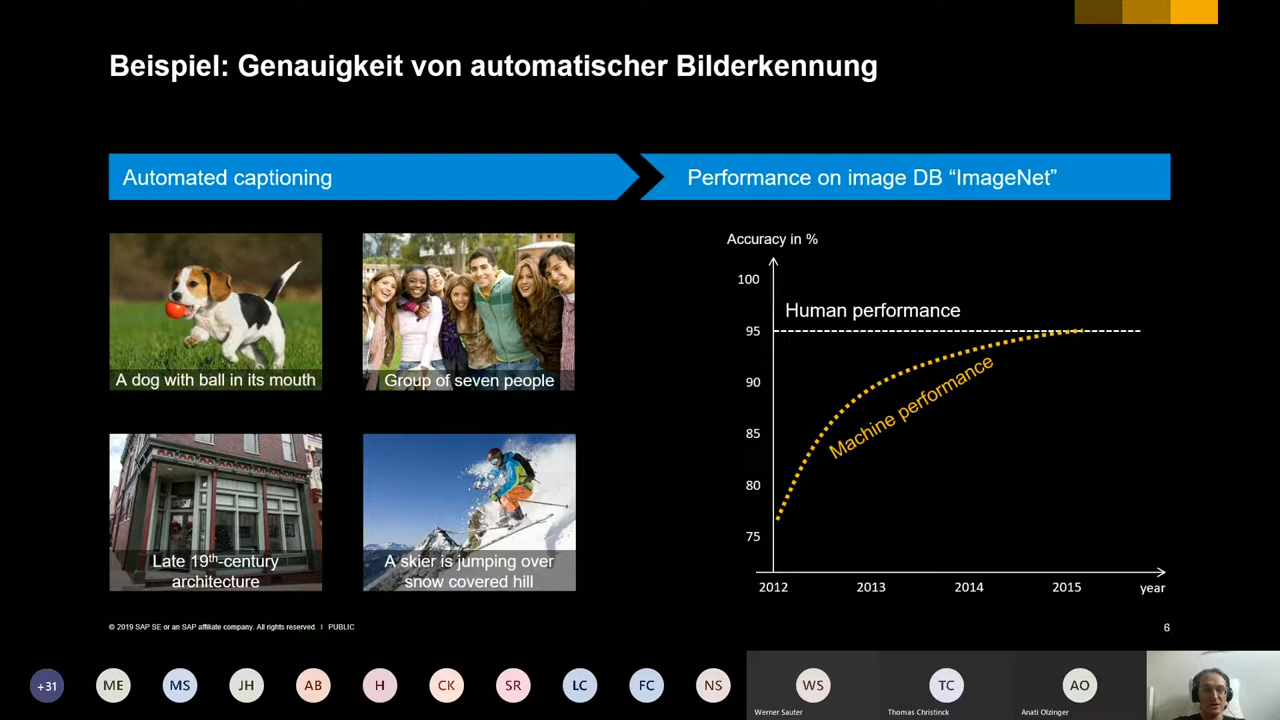 Beispiel: Genauigkeit von automatischer Bilderkennung
Automated captioning
Performance on image DB “ImageNet”
A dog with ball in its mouth
Group of seven people
Late 19th-century
architecture
A skier is jumping over
snow covered hill
Accuracy in %
100
95
90
85
80
75
Human performance
Machine performance
2012 2013 2014 2015 year
© 2019 SAP SE or an SAP affiliate company. All rights reserved. I PUBLIC
6
+31 ME MS JH AB H CK SR LC FC NS WS TC AO
Werner Sauter Thomas Christinck Anati Olzinger